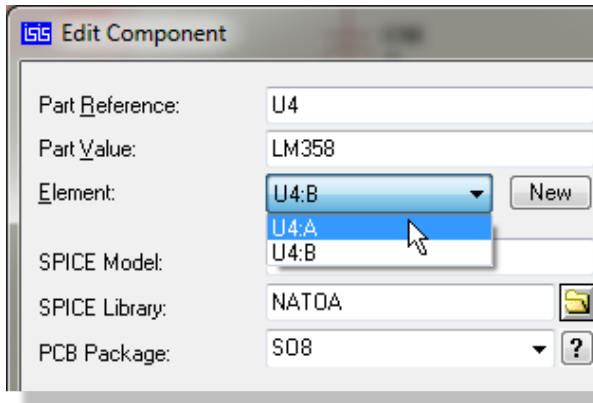 isis Edit Component
Part Reference: U4
Part Value: LM358
Element: U4:B New
U4:A
U4:B
SPICE Model:
SPICE Library: NATOA
PCB Package: SO8 ?